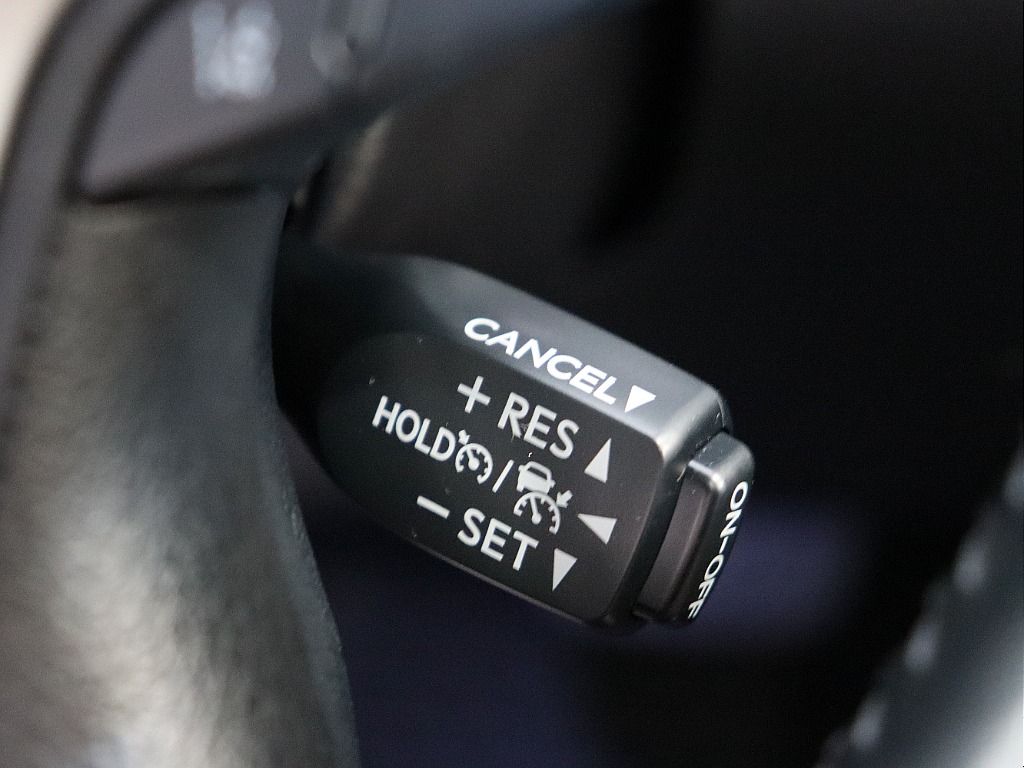 CANCEL
+ RES
HOLD /
- SET
ON-OFF